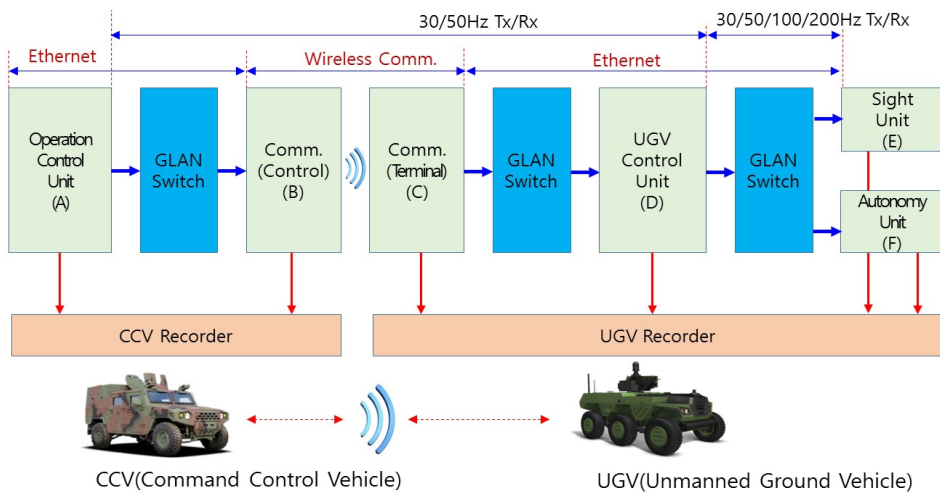 30/50Hz Tx/Rx
30/50/100/200Hz Tx/Rx
Ethernet
Wireless Comm.
Ethernet
Operation
Control
Unit
(A)
GLAN
Switch
Comm.
(Control)
(B)
Comm.
(Terminal)
(C)
GLAN
Switch
UGV
Control
Unit
(D)
GLAN
Switch
Sight
Unit
(E)
Autonomy
Unit
(F)
CCV Recorder
UGV Recorder
CCV(Command Control Vehicle)
UGV(Unmanned Ground Vehicle)